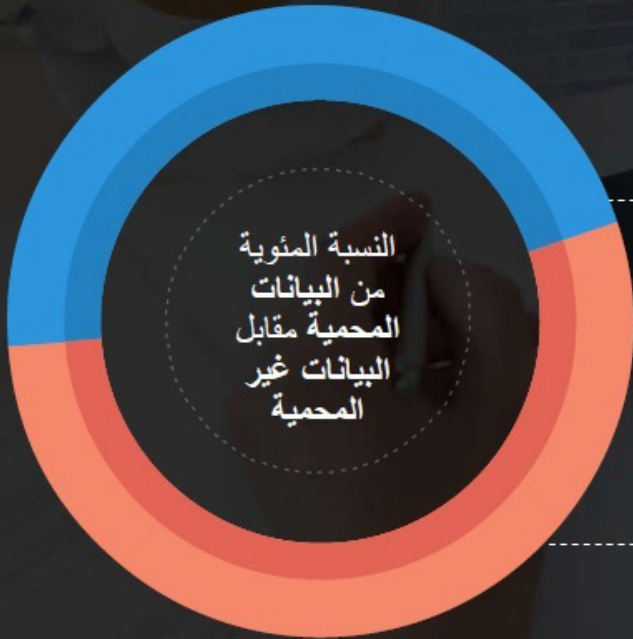 النسبة المئوية
من البيانات
المحمية مقابل
البيانات غير
المحمية